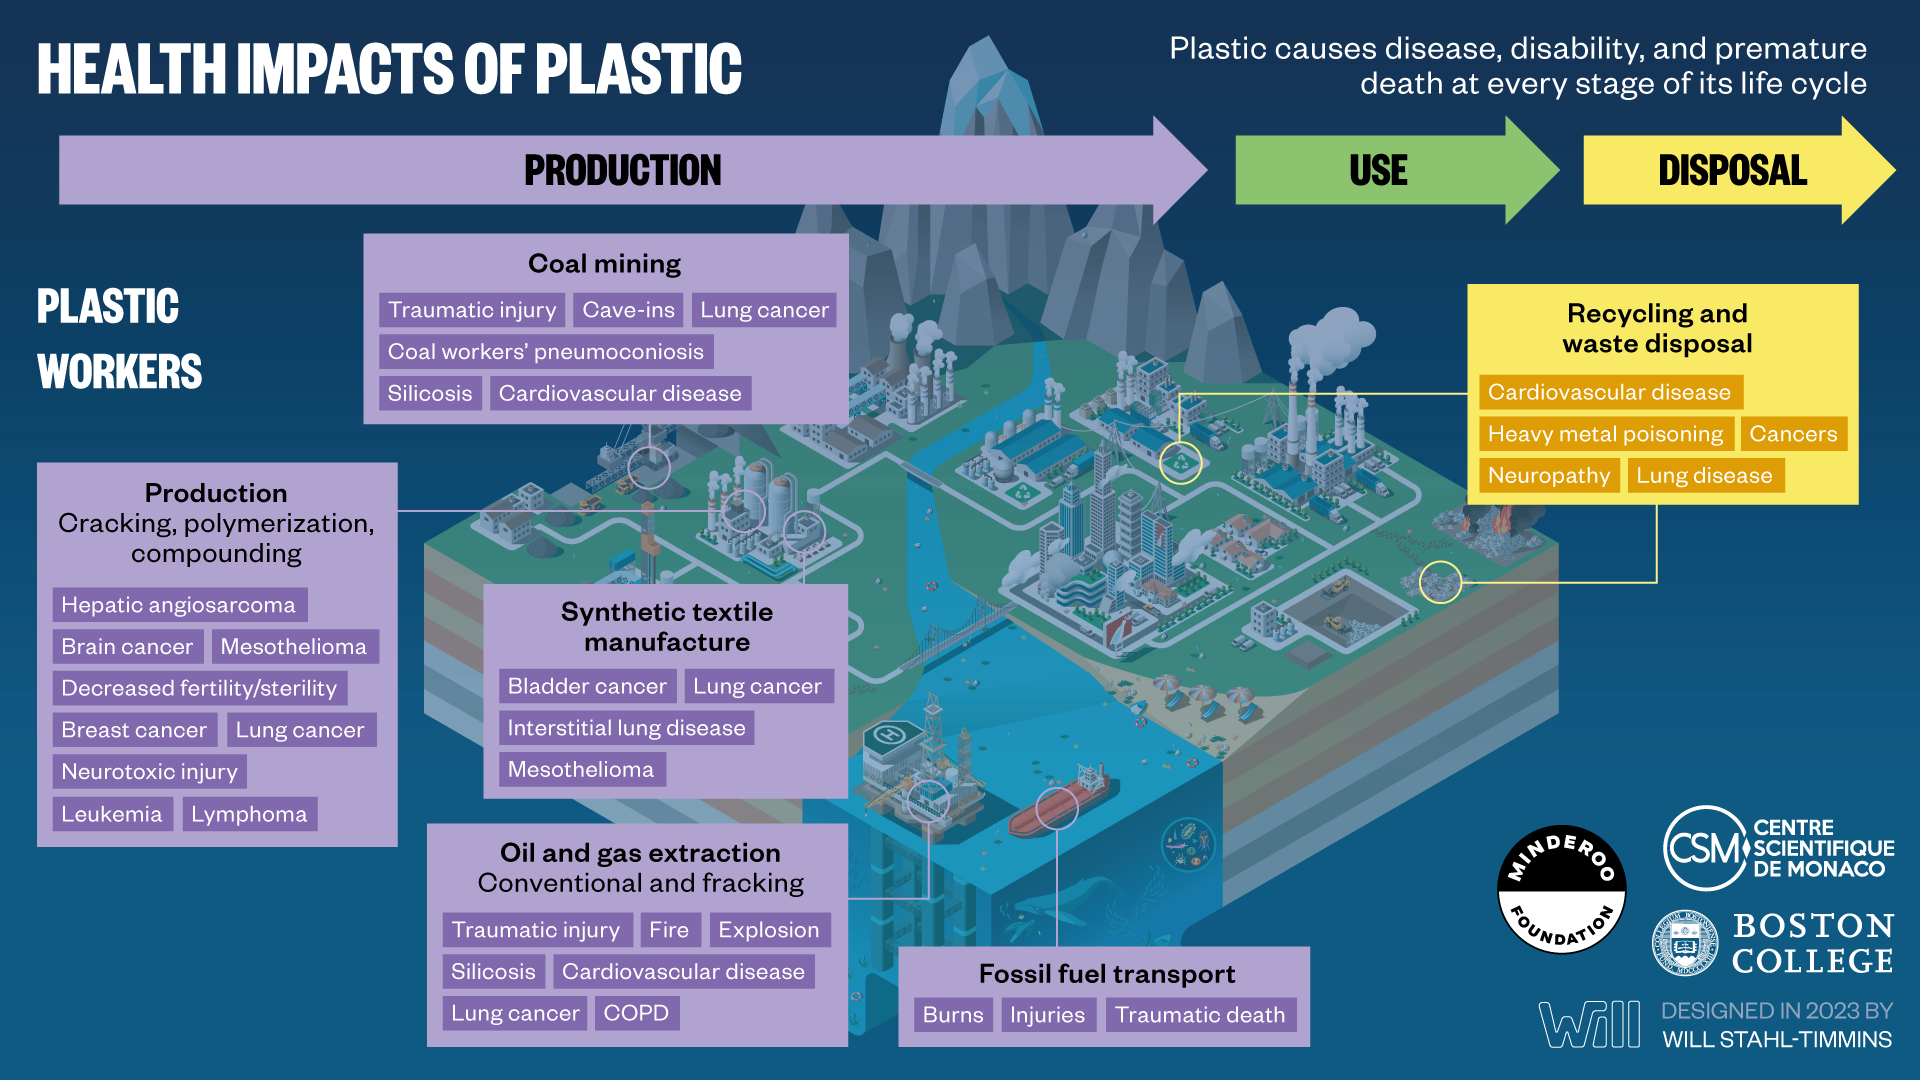 HEALTH IMPACTS OF PLASTIC
Plastic causes disease, disability, and premature
death at every stage of its life cycle
PRODUCTION
USE
DISPOSAL
PLASTIC
WORKERS
Coal mining
Traumatic injury Cave-ins Lung cancer
Coal workers’ pneumoconiosis
Silicosis Cardiovascular disease
Recycling and
waste disposal
Cardiovascular disease
Heavy metal poisoning Cancers
Neuropathy Lung disease
Production
Cracking, polymerization,
compounding
Hepatic angiosarcoma
Brain cancer Mesothelioma
Decreased fertility/sterility
Breast cancer Lung cancer
Neurotoxic injury
Leukemia Lymphoma
Synthetic textile
manufacture
Bladder cancer Lung cancer
Interstitial lung disease
Mesothelioma
Oil and gas extraction
Conventional and fracking
Traumatic injury Fire Explosion
Silicosis Cardiovascular disease
Lung cancer COPD
Fossil fuel transport
Burns Injuries Traumatic death
H
MINDEROO
FOUNDATION
CSM
CENTRE
SCIENTIFIQUE
DE MONACO
BOSTON
COLLEGE
Will
DESIGNED IN 2023 BY
WILL STAHL-TIMMINS